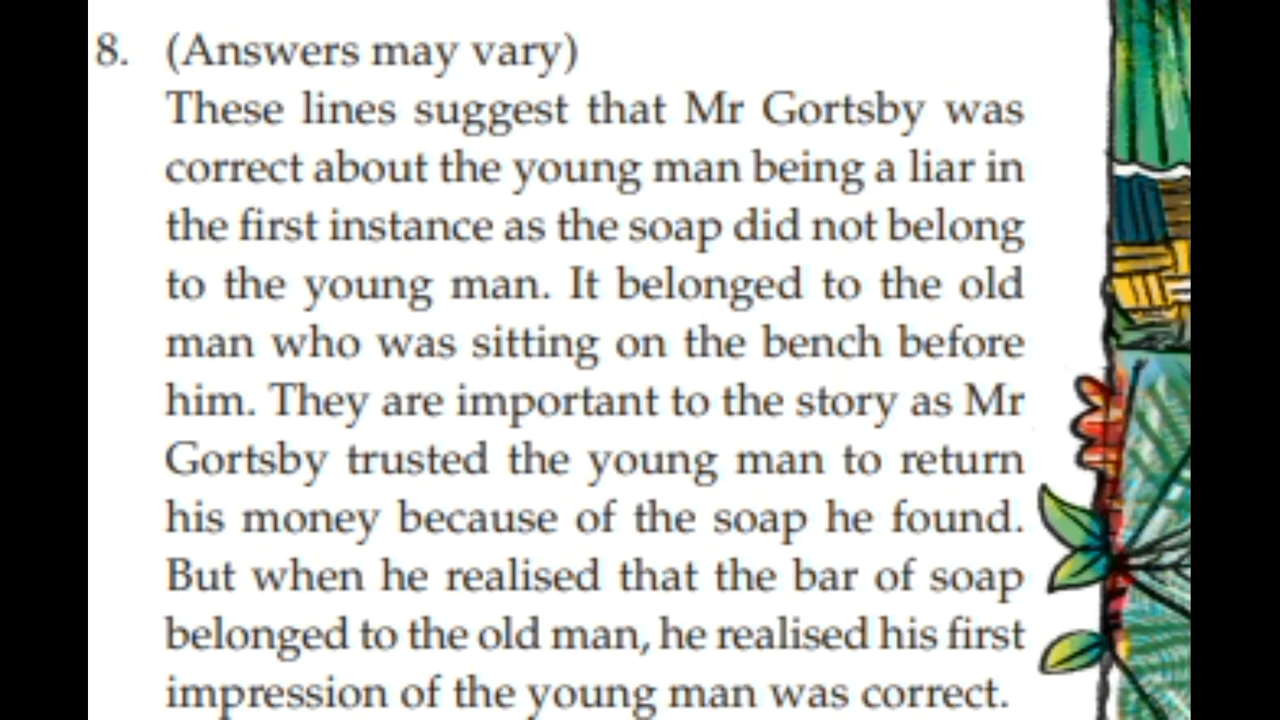 8. (Answers may vary)
These lines suggest that Mr Gortsby was
correct about the young man being a liar in
the first instance as the soap did not belong
to the young man. It belonged to the old
man who was sitting on the bench before
him. They are important to the story as Mr
Gortsby trusted the young man to return
his money because of the soap he found.
But when he realised that the bar of soap
belonged to the old man, he realised his first
impression of the young man was correct.